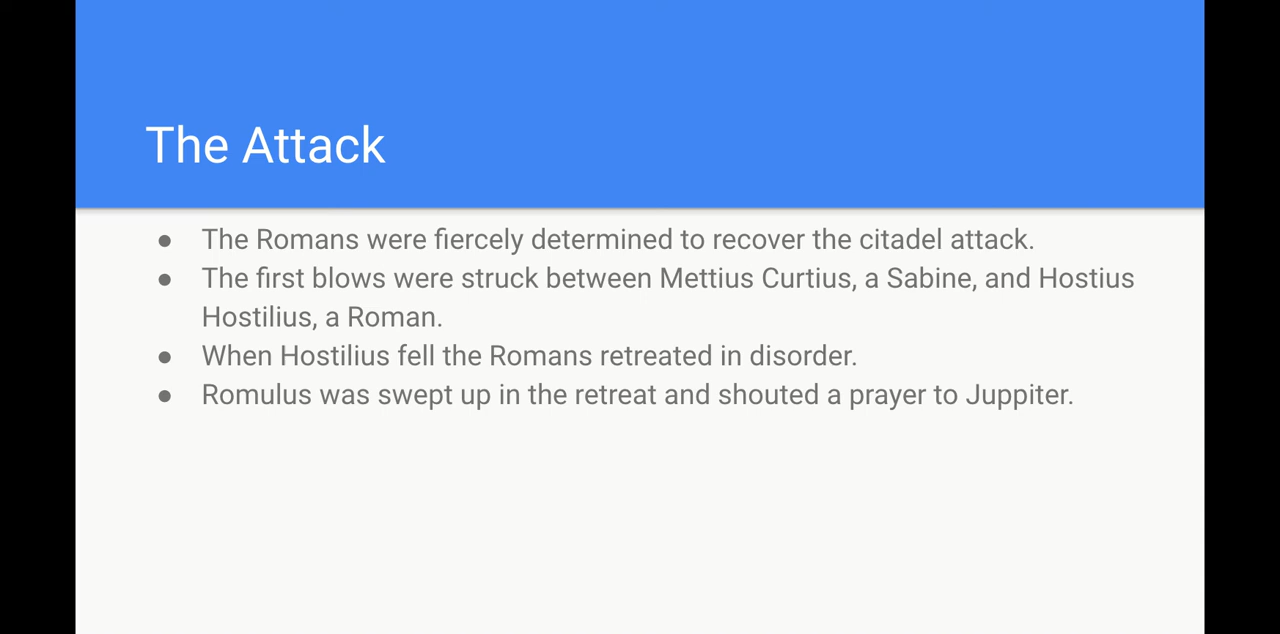 The Attack
● The Romans were fiercely determined to recover the citadel attack.
● The first blows were struck between Mettius Curtius, a Sabine, and Hostius
Hostilius, a Roman.
● When Hostilius fell the Romans retreated in disorder.
● Romulus was swept up in the retreat and shouted a prayer to Juppiter.